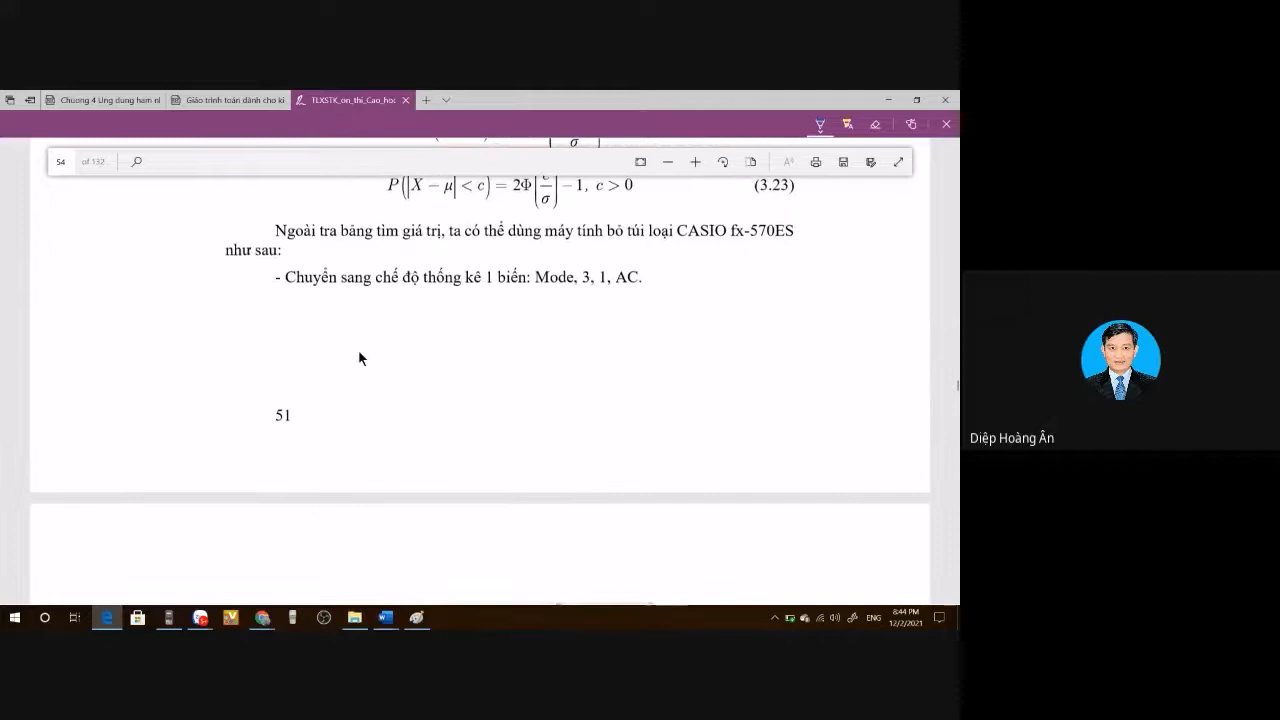 Chương 4 Ung dung ham nl
Giáo trình toán dành cho ki
TLXSTK_on_thi_Cao_hoc
54 of 132
σ
P(|X − μ| < c) = 2Φ[c/σ] − 1, c > 0 (3.23)
Ngoài tra bảng tìm giá trị, ta có thể dùng máy tính bỏ túi loại CASIO fx-570ES
như sau:
- Chuyển sang chế độ thống kê 1 biến: Mode, 3, 1, AC.
51
Diệp Hoàng Ân
ENG
8:44 PM
12/2/2021